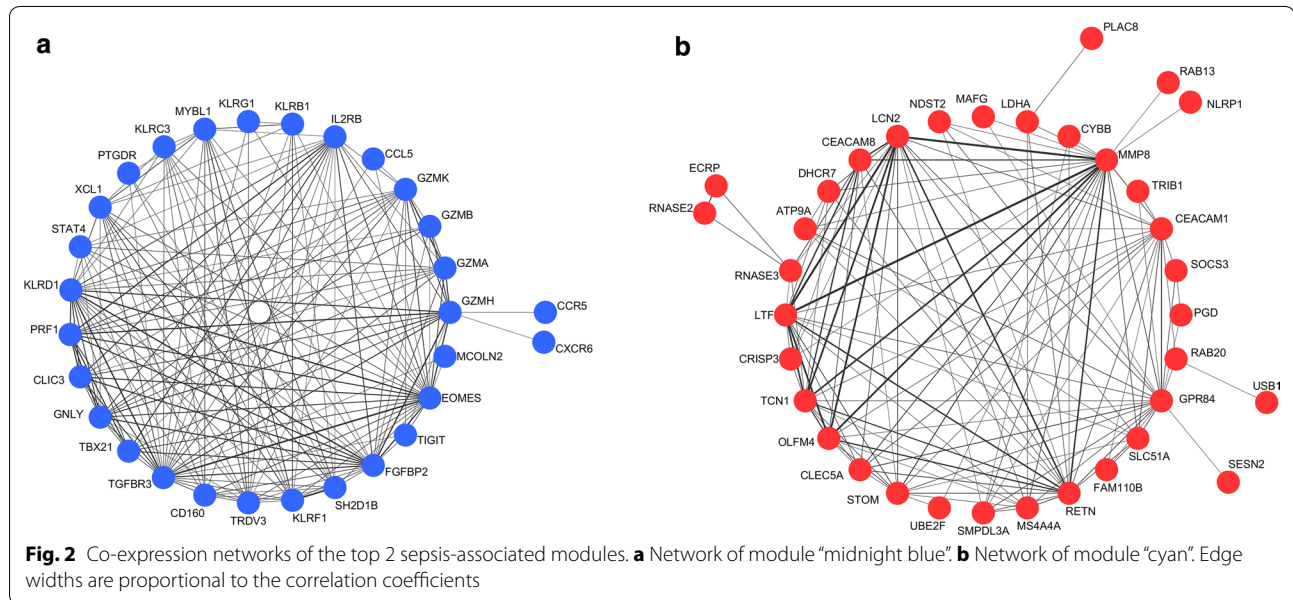 a
KLRG1
KLRB1
MYBL1
IL2RB
KLRC3
CCL5
PTGDR
GZMK
XCL1
GZMB
STAT4
GZMA
KLRD1
GZMH
CCR5
PRF1
CXCR6
MCOLN2
CLIC3
EOMES
GNLY
TIGIT
TBX21
FGFBP2
TGFBR3
SH2D1B
CD160
KLRF1
TRDV3
b
PLAC8
RAB13
NLRP1
MAFG
LDHA
NDST2
CYBB
LCN2
MMP8
CEACAM8
ECRP
DHCR7
TRIB1
RNASE2
ATP9A
CEACAM1
RNASE3
SOCS3
LTF
PGD
CRISP3
RAB20
USB1
TCN1
GPR84
OLFM4
SLC51A
CLEC5A
SESN2
FAM110B
STOM
RETN
UBE2F
MS4A4A
SMPDL3A
Fig. 2 Co-expression networks of the top 2 sepsis-associated modules. a Network of module “midnight blue”. b Network of module “cyan”. Edge
widths are proportional to the correlation coefficients